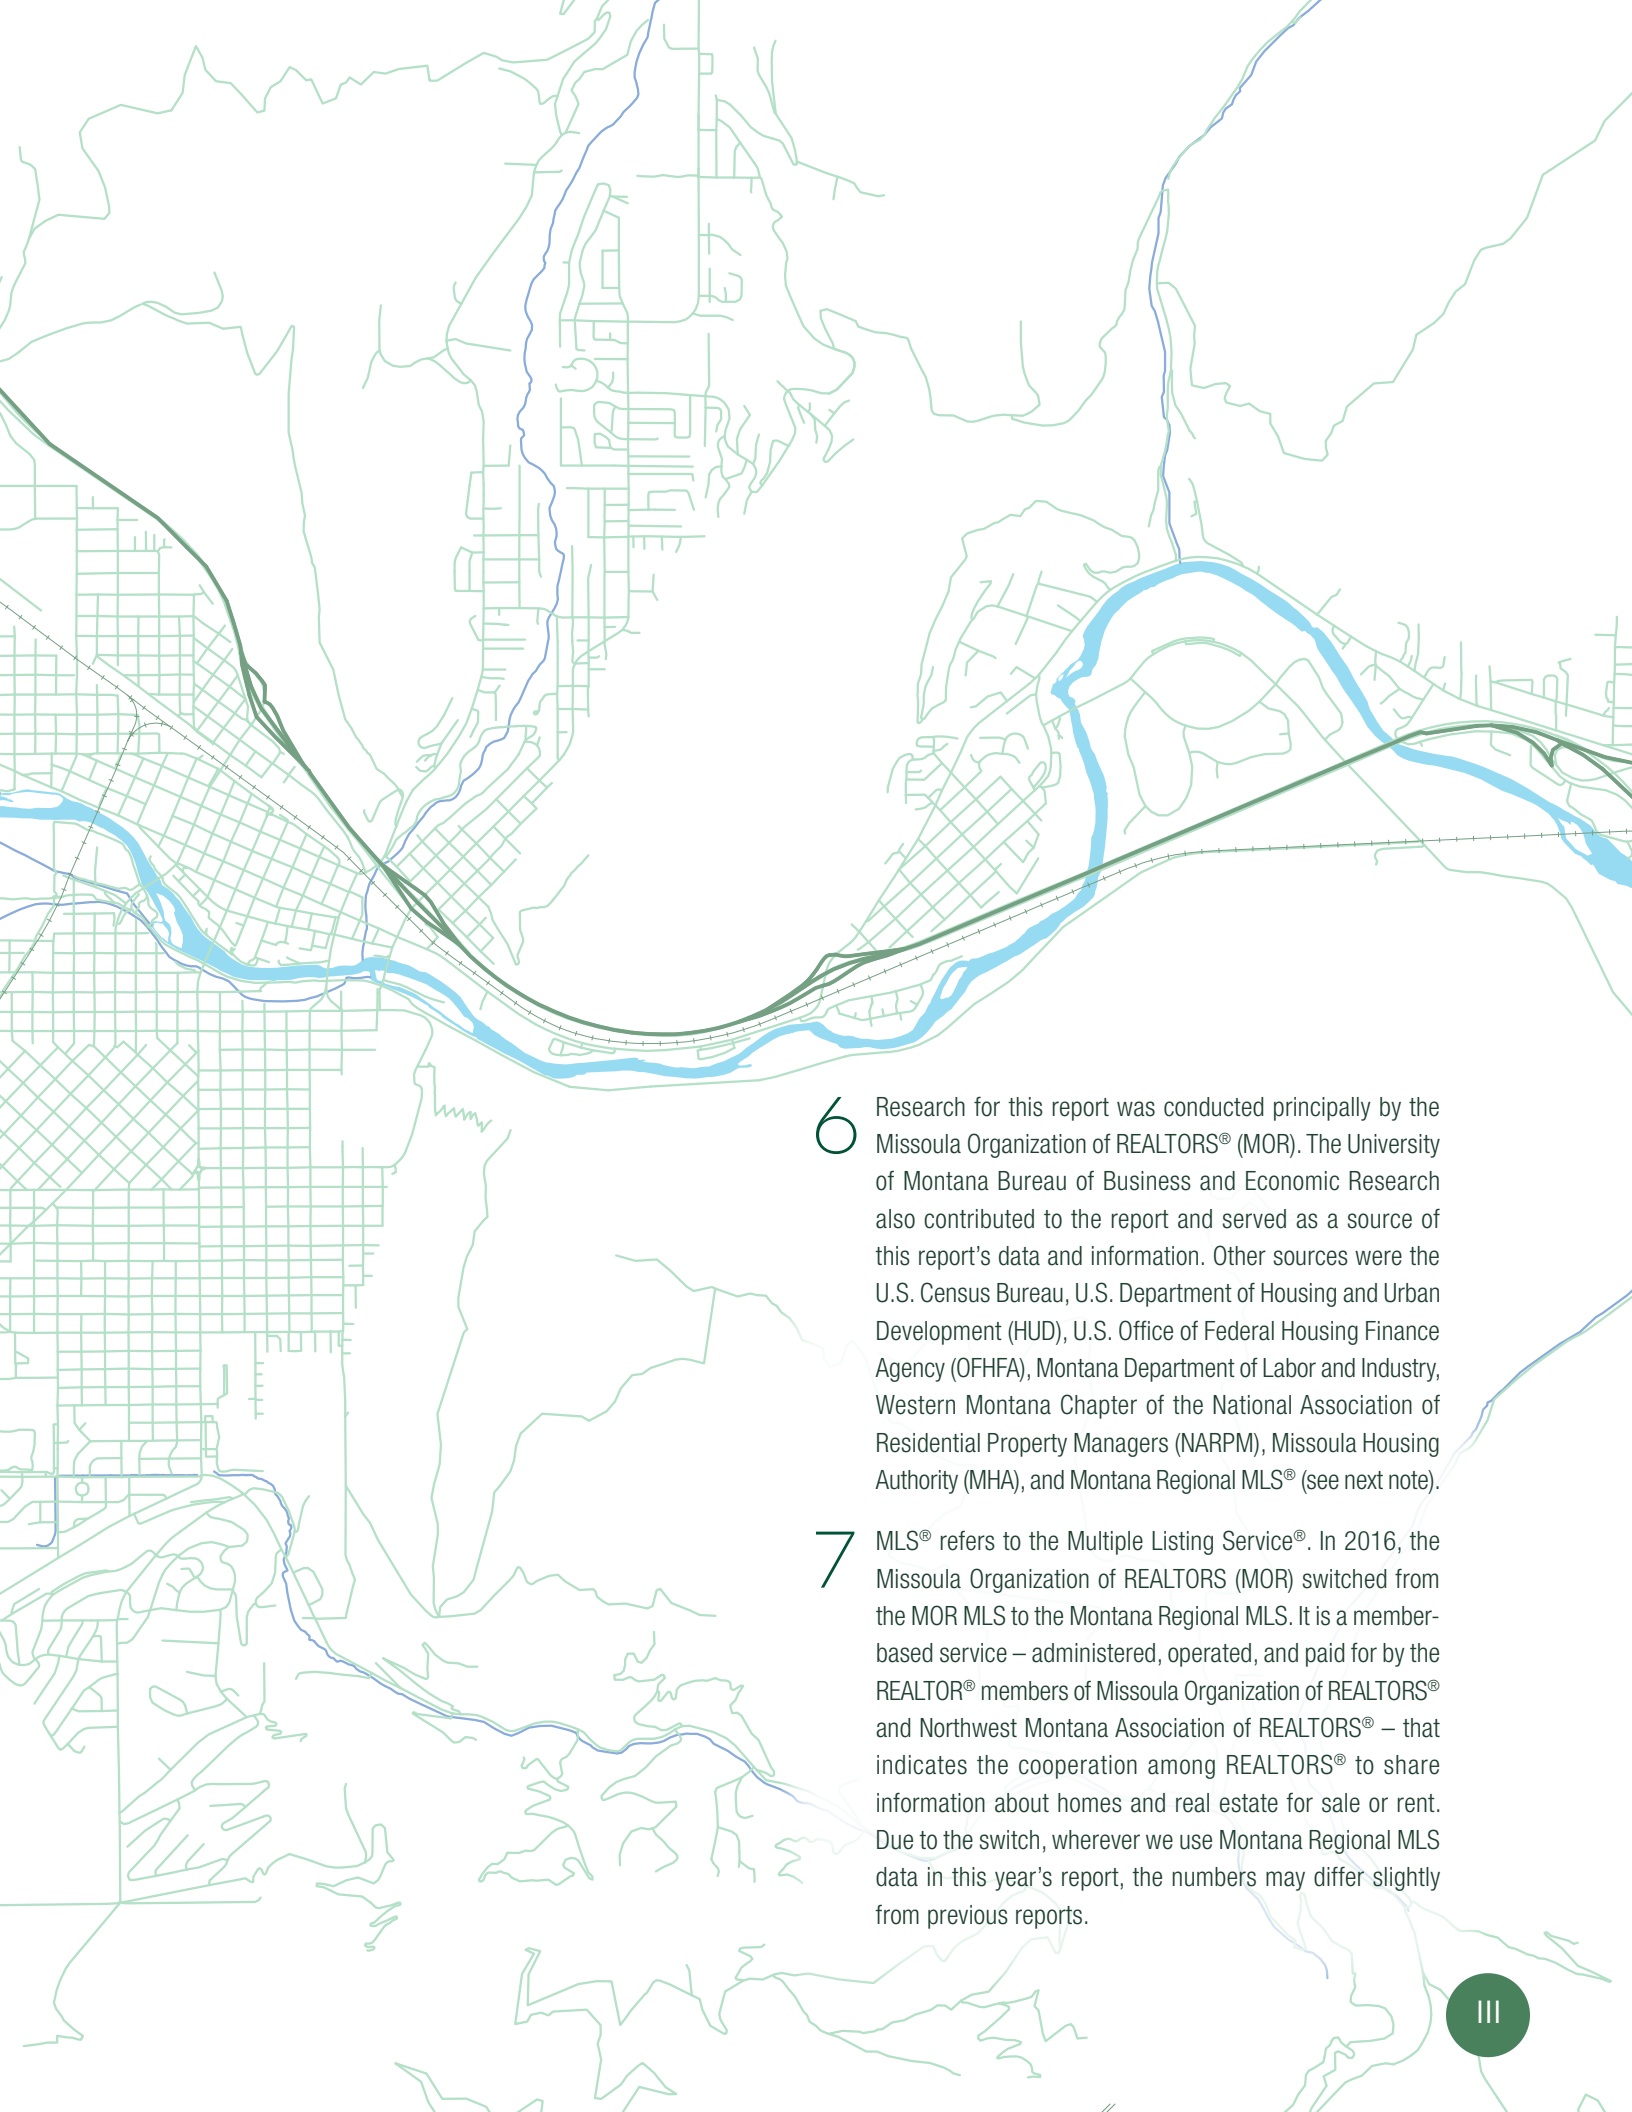 6
Research for this report was conducted principally by the
Missoula Organization of REALTORS® (MOR). The University
of Montana Bureau of Business and Economic Research
also contributed to the report and served as a source of
this report’s data and information. Other sources were the
U.S. Census Bureau, U.S. Department of Housing and Urban
Development (HUD), U.S. Office of Federal Housing Finance
Agency (OFHFA), Montana Department of Labor and Industry,
Western Montana Chapter of the National Association of
Residential Property Managers (NARPM), Missoula Housing
Authority (MHA), and Montana Regional MLS® (see next note).
7
MLS® refers to the Multiple Listing Service®. In 2016, the
Missoula Organization of REALTORS (MOR) switched from
the MOR MLS to the Montana Regional MLS. It is a member-
based service – administered, operated, and paid for by the
REALTOR® members of Missoula Organization of REALTORS®
and Northwest Montana Association of REALTORS® – that
indicates the cooperation among REALTORS® to share
information about homes and real estate for sale or rent.
Due to the switch, wherever we use Montana Regional MLS
data in this year’s report, the numbers may differ slightly
from previous reports.
III